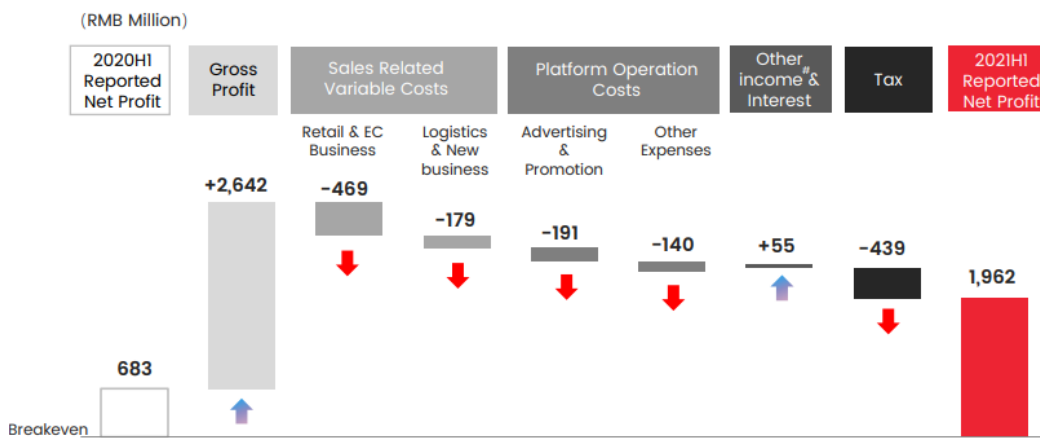 (RMB Million)
2020H1
Reported
Net Profit
Gross
Profit
Sales Related
Variable Costs
Platform Operation
Costs
Other
income# &
Interest
Tax
2021H1
Reported
Net Profit
Retail & EC
Business
Logistics
& New
business
Advertising
&
Promotion
Other
Expenses
683
+2,642
-469
-179
-191
-140
+55
-439
1,962
Breakeven